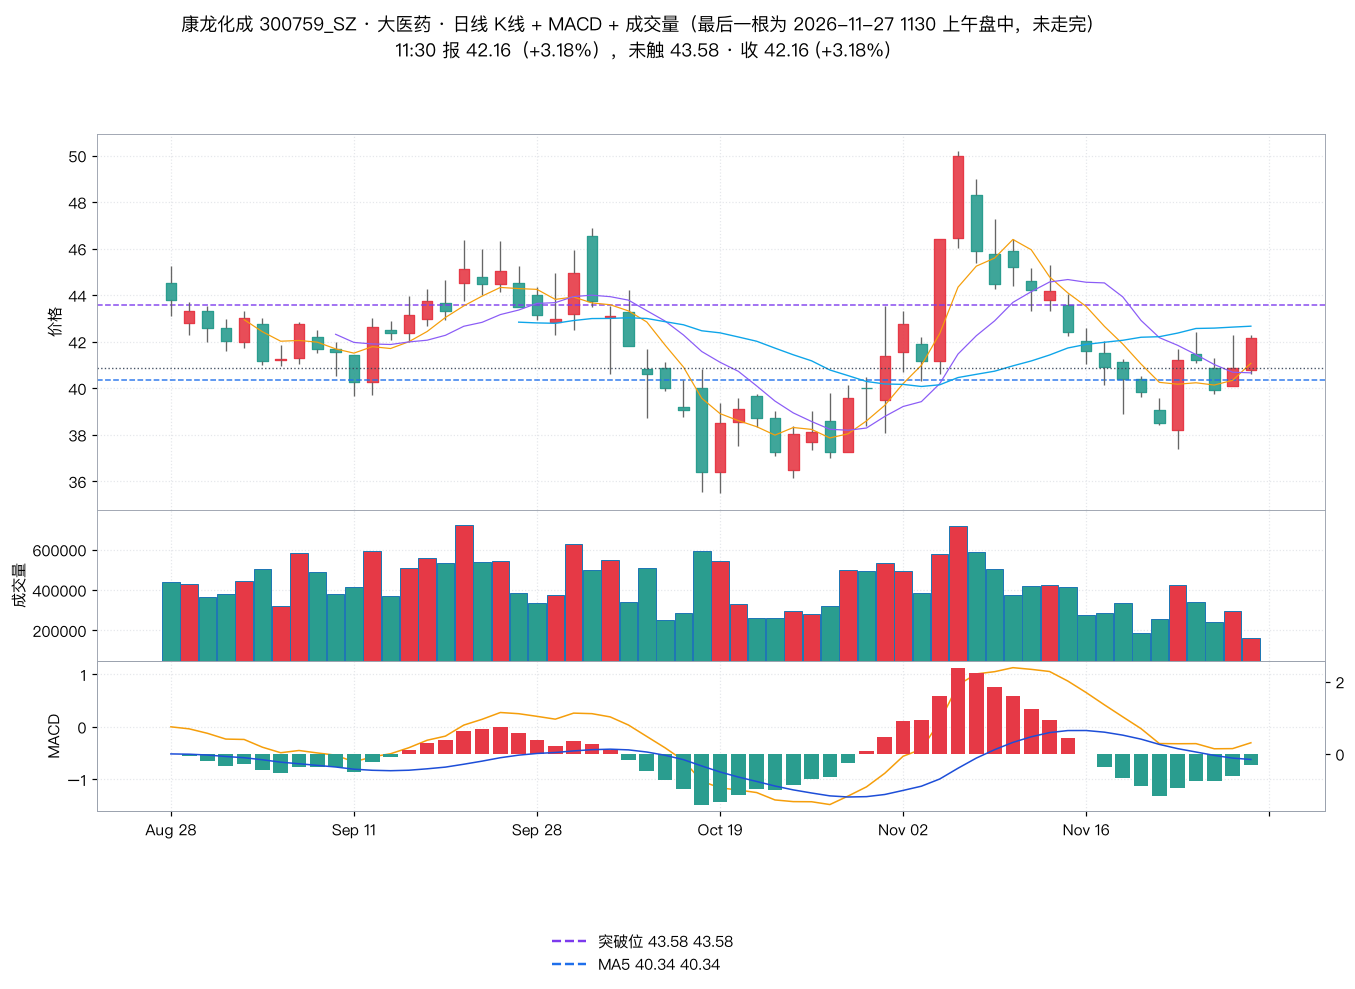 康龙化成 300759_SZ · 大医药 · 日线 K线 + MACD + 成交量（最后一根为 2026−11−27 1130 上午盘中，未走完）
11:30 报 42.16（+3.18%），未触 43.58 · 收 42.16 (+3.18%)
价格
50
48
46
44
42
40
38
36
成交量
600000
400000
200000
MACD
1
0
−1
2
0
Aug 28
Sep 11
Sep 28
Oct 19
Nov 02
Nov 16
突破位 43.58 43.58
MA5 40.34 40.34